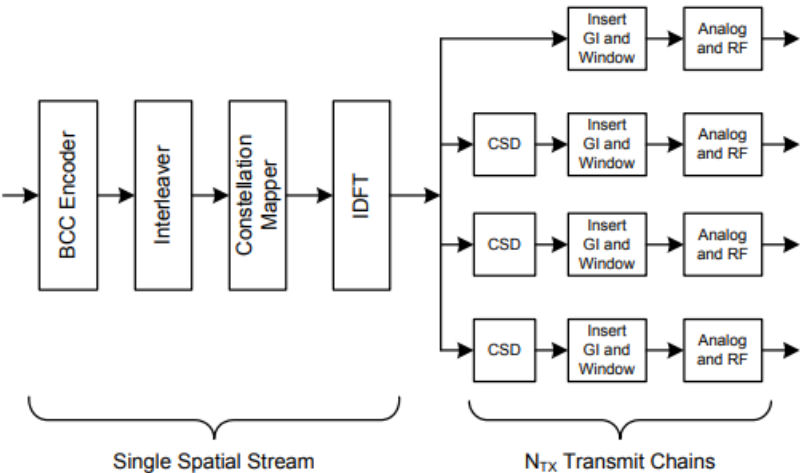 BCC Encoder
Interleaver
Constellation
Mapper
IDFT
Insert
GI and
Window
Analog
and RF
CSD
Insert
GI and
Window
Analog
and RF
CSD
Insert
GI and
Window
Analog
and RF
CSD
Insert
GI and
Window
Analog
and RF
Single Spatial Stream
NTX Transmit Chains